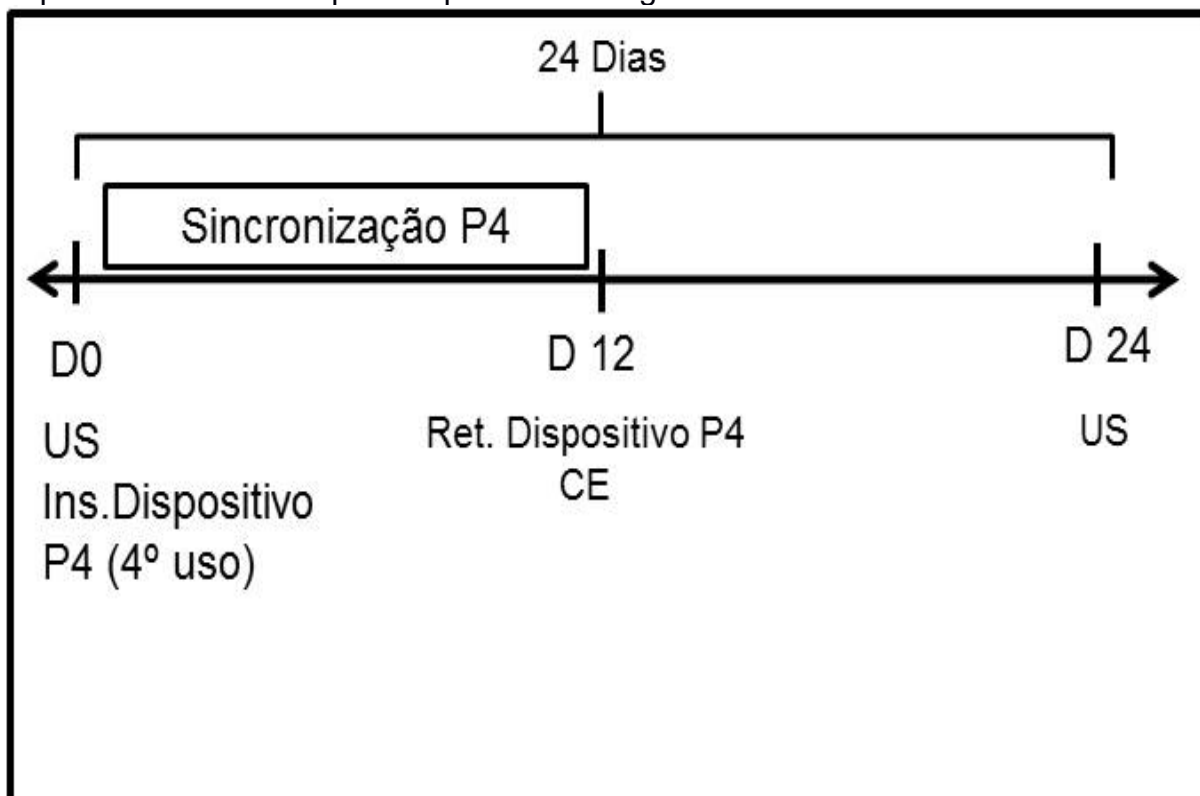 24 Dias
Sincronização P4
D0
D 12
D 24
US
Ins.Dispositivo
P4 (4º uso)
Ret. Dispositivo P4
CE
US